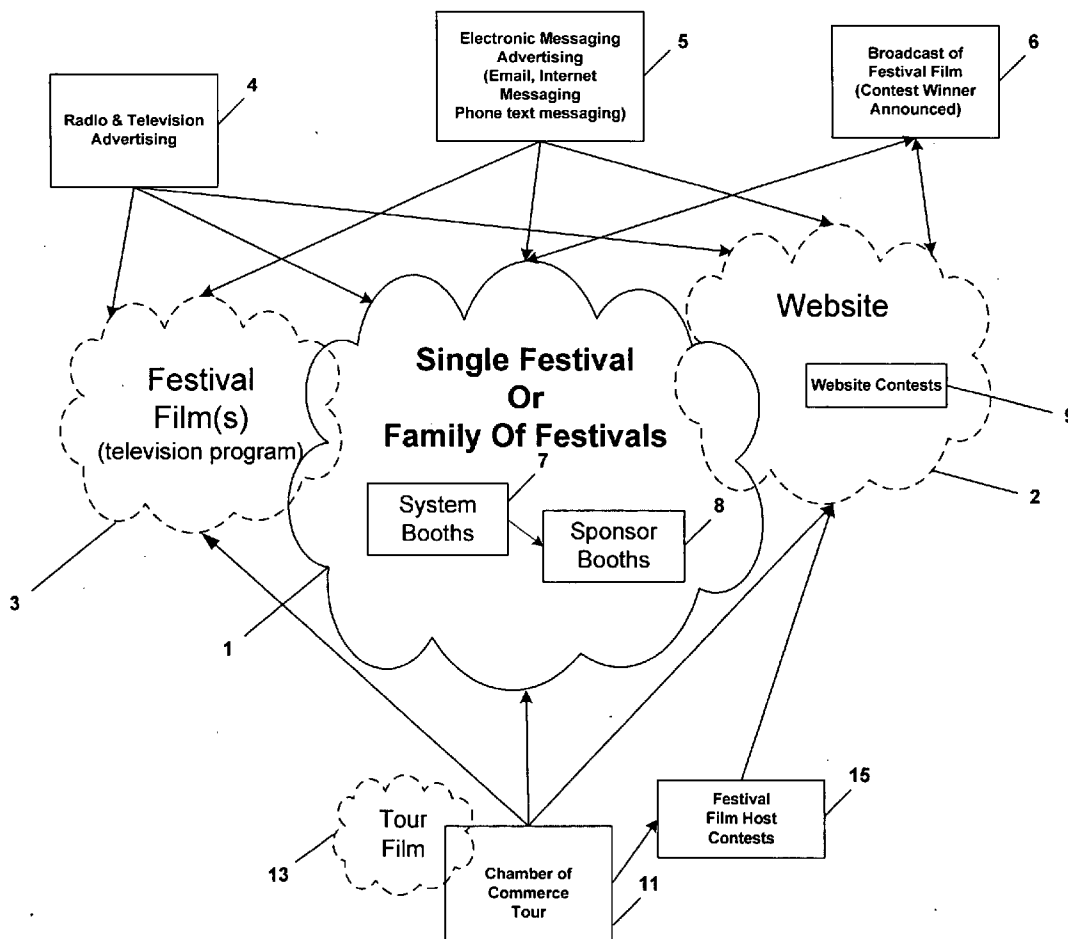 Electronic Messaging
Advertising
(Email, Internet
Messaging
Phone text messaging)
5
Broadcast of
Festival Film
(Contest Winner
Announced)
6
Radio & Television
Advertising
4
Website
Website Contests
9
2
Festival
Film(s)
(television program)
3
Single Festival
Or
Family Of Festivals
7
System
Booths
8
Sponsor
Booths
1
Tour
Film
13
Chamber of
Commerce
Tour
11
Festival
Film Host
Contests
15